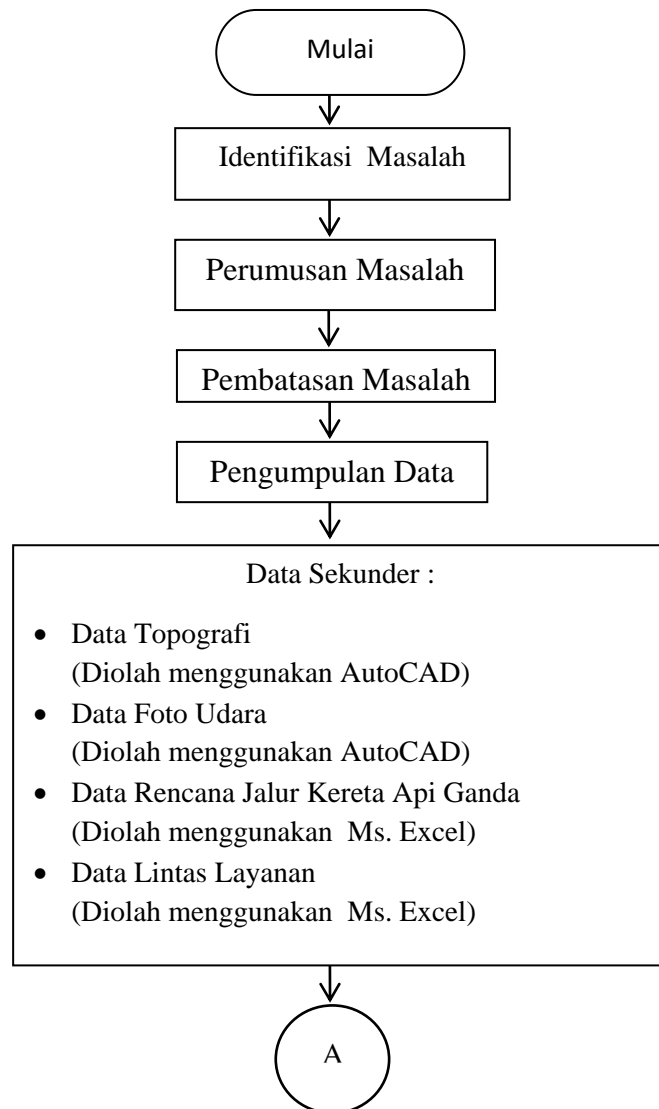 Mulai
Identifikasi Masalah
Perumusan Masalah
Pembatasan Masalah
Pengumpulan Data
Data Sekunder :
• Data Topografi
(Diolah menggunakan AutoCAD)
• Data Foto Udara
(Diolah menggunakan AutoCAD)
• Data Rencana Jalur Kereta Api Ganda
(Diolah menggunakan Ms. Excel)
• Data Lintas Layanan
(Diolah menggunakan Ms. Excel)
A